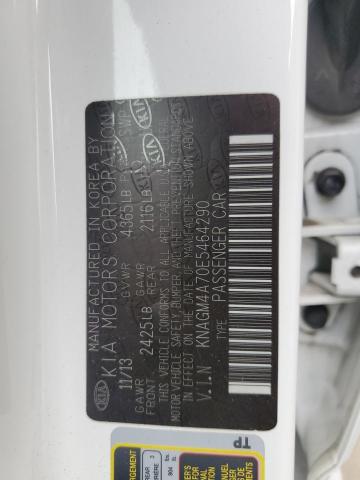 MANUFACTURED IN KOREA BY
KIA MOTORS CORPORATION
11/13 GVWR 4365LB
GAWR FRONT 2425LB GAWR REAR 2116LB
THIS VEHICLE CONFORMS TO ALL APPLICABLE FEDERAL
MOTOR VEHICLE SAFETY, BUMPER AND THEFT PREVENTION STANDARDS
IN EFFECT ON THE DATE OF MANUFACTURE SHOWN ABOVE
V.I.N KNAGM4A70E5464290
TYPE PASSENGER CAR
KIA
TP